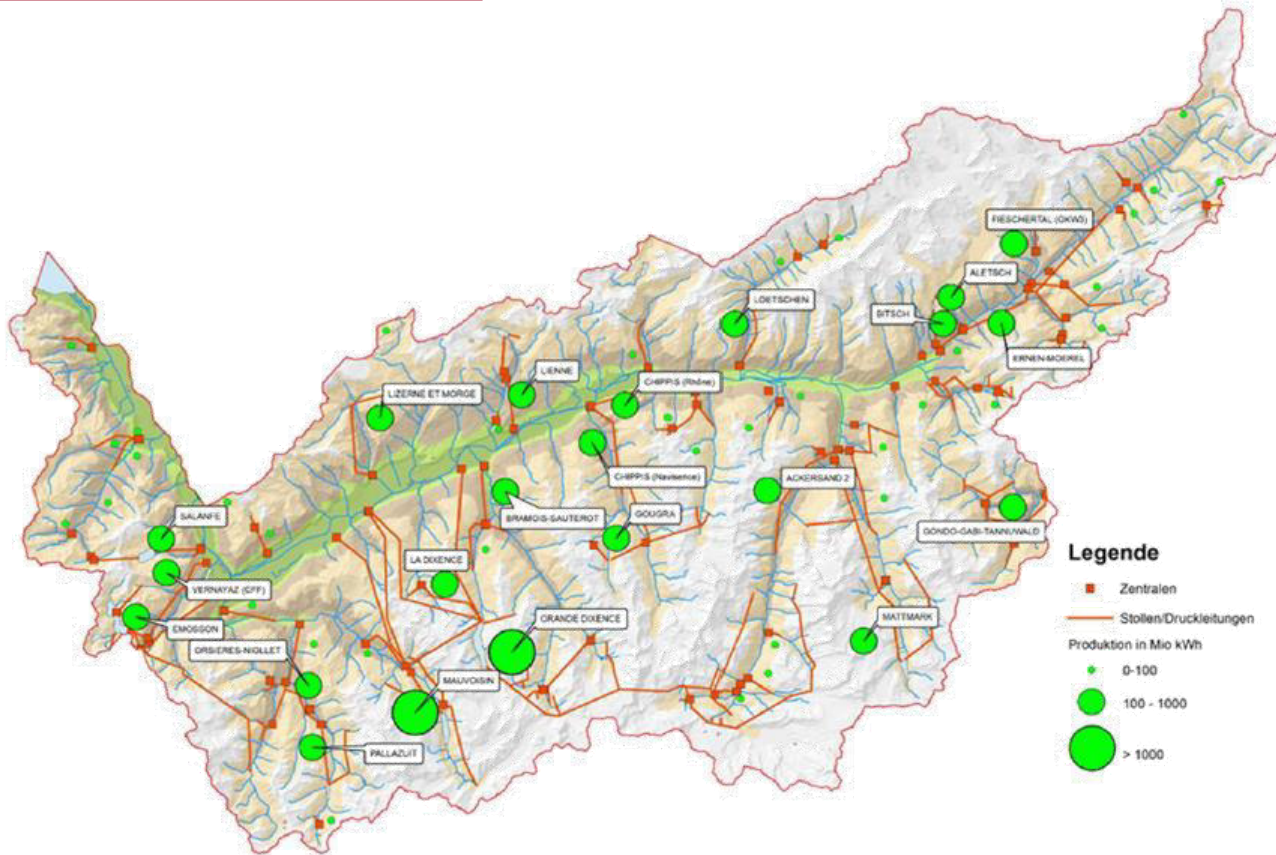 FIESCHERTAL (GKW3)
ALETSCH
LOETSCHEN
BITSCH
ERNEN-MOEREL
LIENNE
LIZERNE ET MORGE
CHIPPIS (Rhône)
CHIPPIS (Navisence)
ACKERSAND 2
BRAMOIS-SAUTEROT
GOUGRA
SALANFE
GONDO-GABI-TANNUWALD
LA DIXENCE
VERNAYAZ (CFF)
EMOSSON
GRANDE DIXENCE
MATTMARK
ORSIERES-NIOLLET
MAUVOISIN
PALLAZUIT
Legende
Zentralen
Stollen/Druckleitungen
Produktion in Mio kWh
0-100
100 - 1000
> 1000